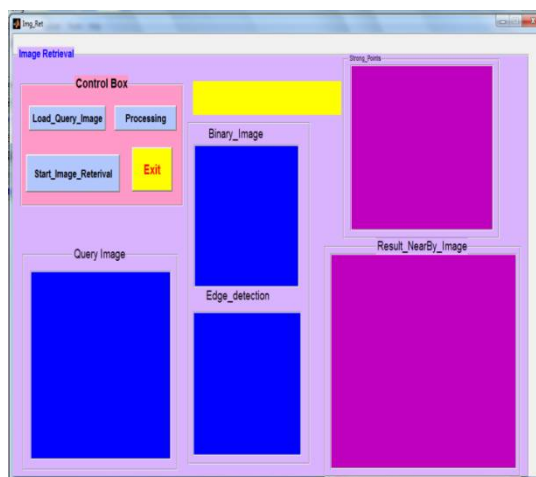 Img_Ret
Image Retrieval
Strong_Points
Control Box
Load_Query_Image
Processing
Binary_Image
Start_Image_Reterival
Exit
Query Image
Result_NearBy_Image
Edge_detection